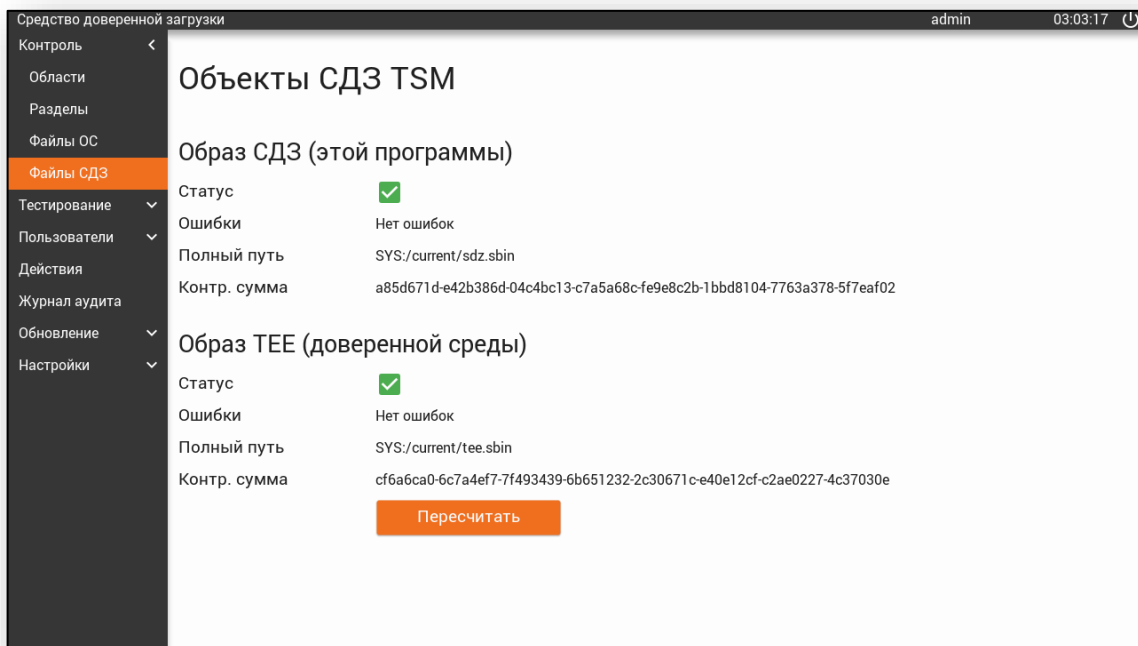 Средство доверенной загрузки admin 03:03:17
Контроль
Области
Разделы
Файлы ОС
Файлы СДЗ
Тестирование
Пользователи
Действия
Журнал аудита
Обновление
Настройки
Объекты СДЗ TSM
Образ СДЗ (этой программы)
Статус
Ошибки Нет ошибок
Полный путь SYS:/current/sdz.sbin
Контр. сумма a85d671d-e42b386d-04c4bc13-c7a5a68c-fe9e8c2b-1bbd8104-7763a378-5f7eaf02
Образ TEE (доверенной среды)
Статус
Ошибки Нет ошибок
Полный путь SYS:/current/tee.sbin
Контр. сумма cf6a6ca0-6c7a4ef7-7f493439-6b651232-2c30671c-e40e12cf-c2ae0227-4c37030e
Пересчитать